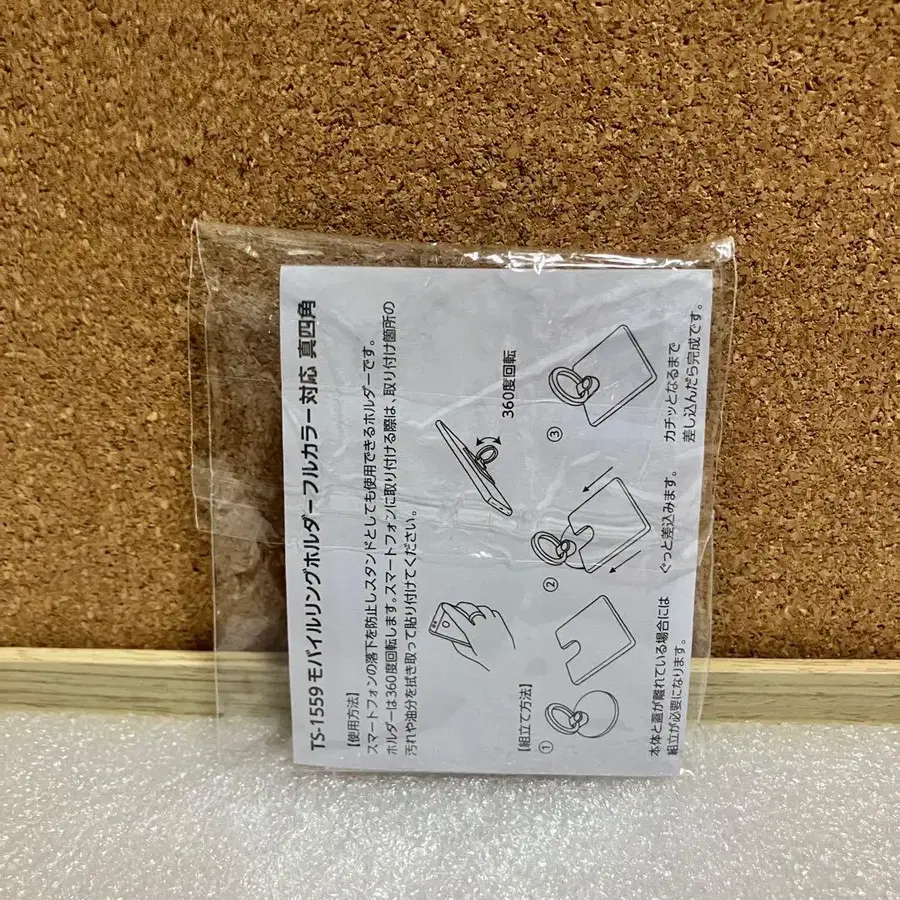 TS-1559 モバイルリングホルダーフルカラー対応 真四角
【使用方法】
スマートフォンの落下を防止しスタンドとしても使用できるホルダーです。
ホルダーは360度回転します。スマートフォンに取り付ける際は、取り付け箇所の
汚れや油分を拭き取って貼り付けてください。
360度回転
【組立て方法】
①
②
③
本体と蓋が離れている場合には
組立が必要になります。
ぐっと差込みます。
カチッとなるまで
差し込んだら完成です。